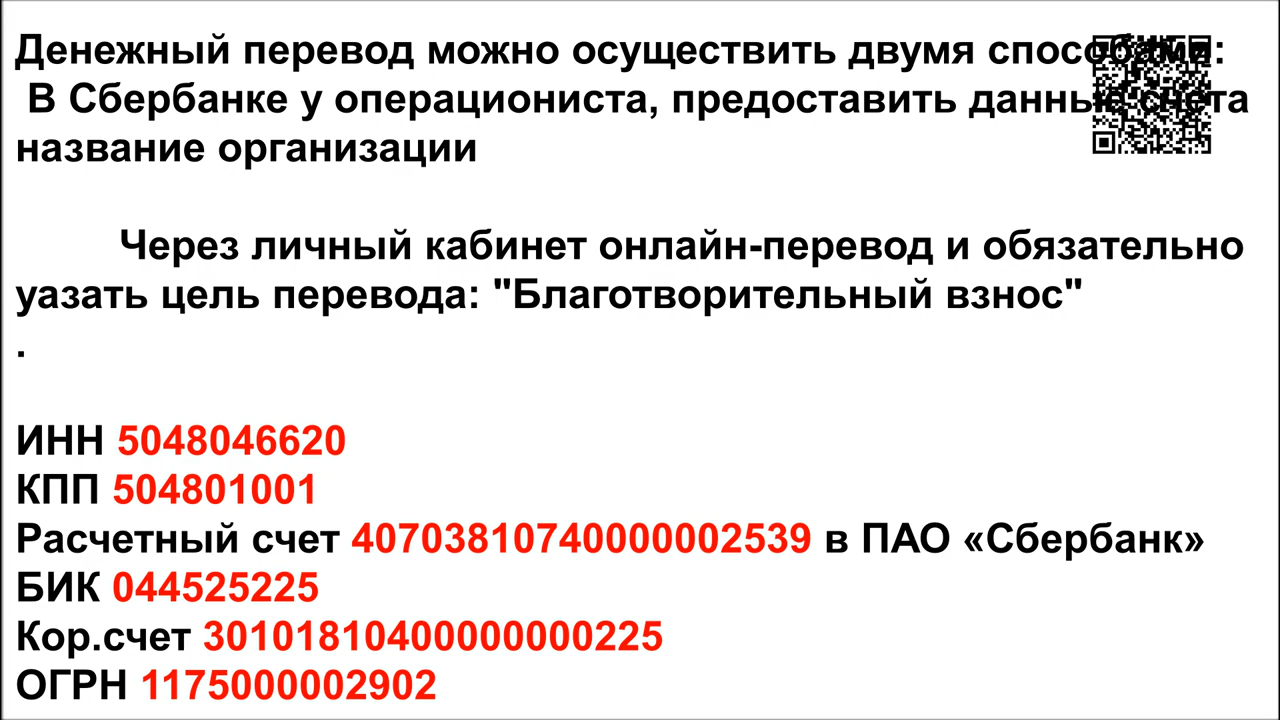 Денежный перевод можно осуществить двумя способами:
В Сбербанке у операциониста, предоставить данные счета
название организации
Через личный кабинет онлайн-перевод и обязательно
уазать цель перевода: "Благотворительный взнос"
.
ИНН 5048046620
КПП 504801001
Расчетный счет 40703810740000002539 в ПАО «Сбербанк»
БИК 044525225
Кор.счет 30101810400000000225
ОГРН 1175000002902